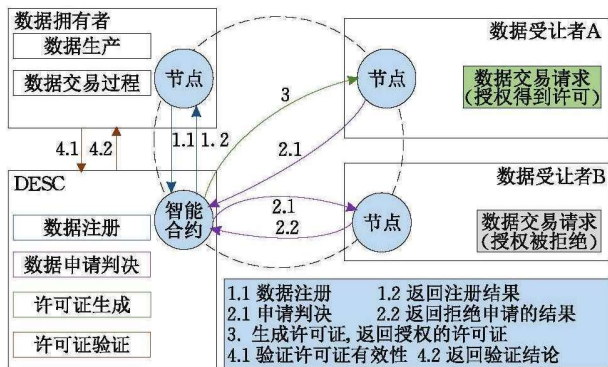 数据拥有者
数据生产
数据交易过程
节点
节点
数据受让者A
数据交易请求
(授权得到许可)
3
1.1
1.2
2.1
4.1
4.2
DESC
数据注册
数据申请判决
许可证生成
许可证验证
智能
合约
2.1
2.2
节点
数据受让者B
数据交易请求
(授权被拒绝)
1.1 数据注册 1.2 返回注册结果
2.1 申请判决 2.2 返回拒绝申请的结果
3. 生成许可证,返回授权的许可证
4.1 验证许可证有效性 4.2 返回验证结论